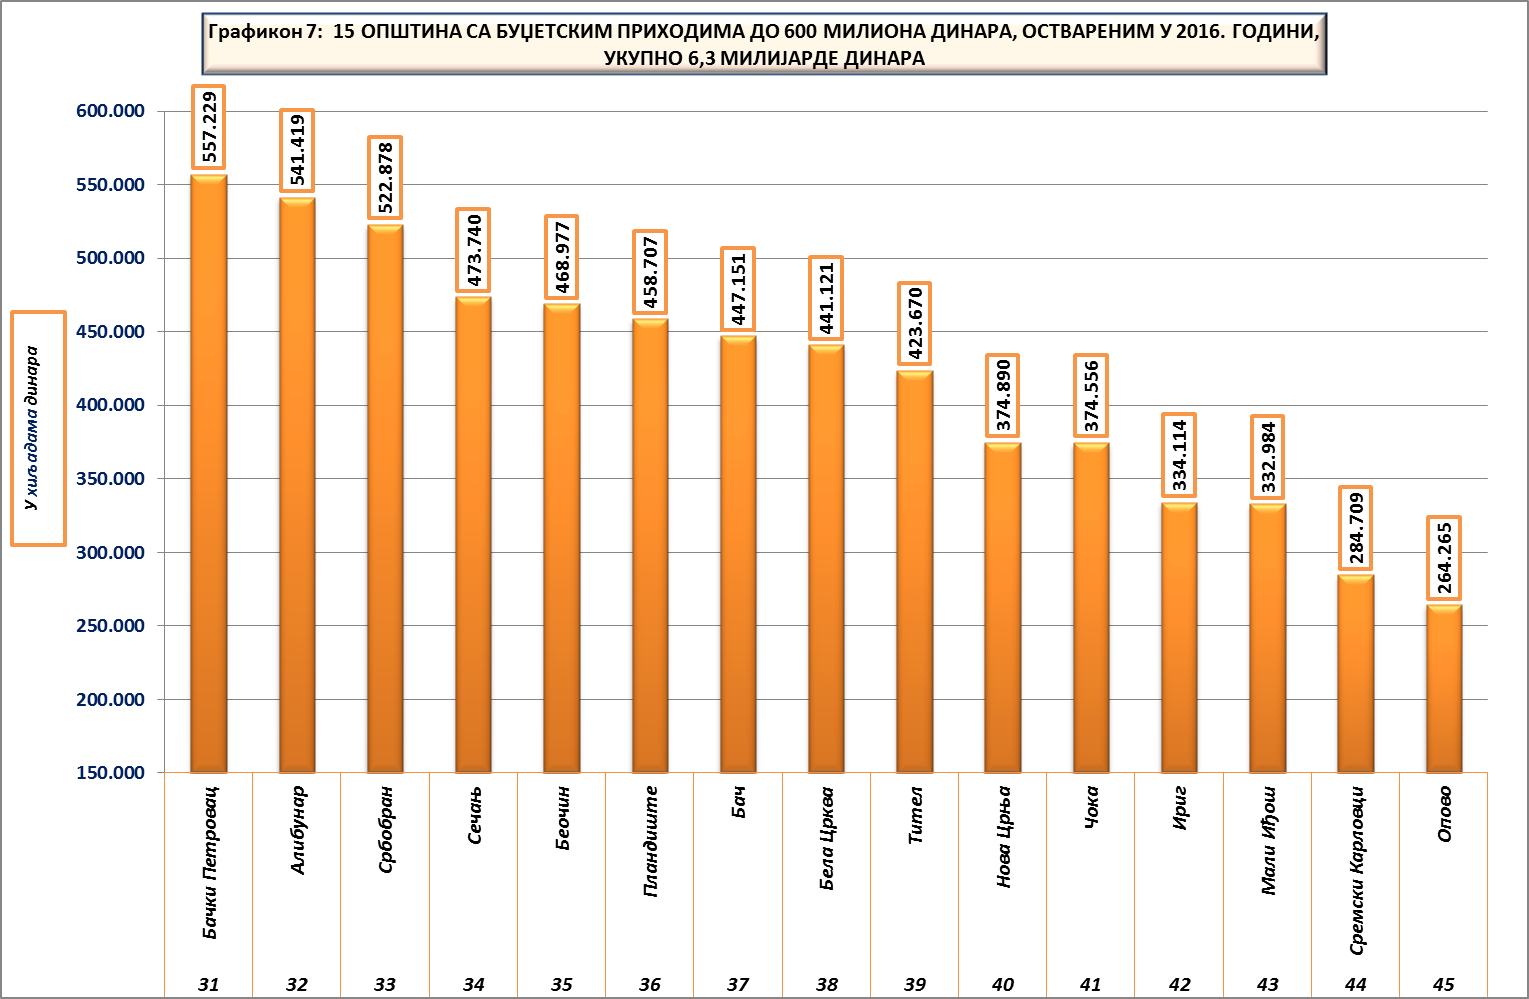 Графикон 7: 15 ОПШТИНА СА БУЏЕТСКИМ ПРИХОДИМА ДО 600 МИЛИОНА ДИНАРА, ОСТВАРЕНИМ У 2016. ГОДИНИ,
УКУПНО 6,3 МИЛИЈАРДЕ ДИНАРА
У хиљадама динара
600.000
550.000
500.000
450.000
400.000
350.000
300.000
250.000
200.000
150.000
557.229
541.419
522.878
473.740
468.977
458.707
447.151
441.121
423.670
374.890
374.556
334.114
332.984
284.709
264.265
Бачки Петровац
Алибунар
Србобран
Сечањ
Беочин
Пландиште
Бач
Бела Црква
Тител
Нова Црња
Чока
Ириг
Мали Иђош
Сремски Карловци
Опово
31
32
33
34
35
36
37
38
39
40
41
42
43
44
45